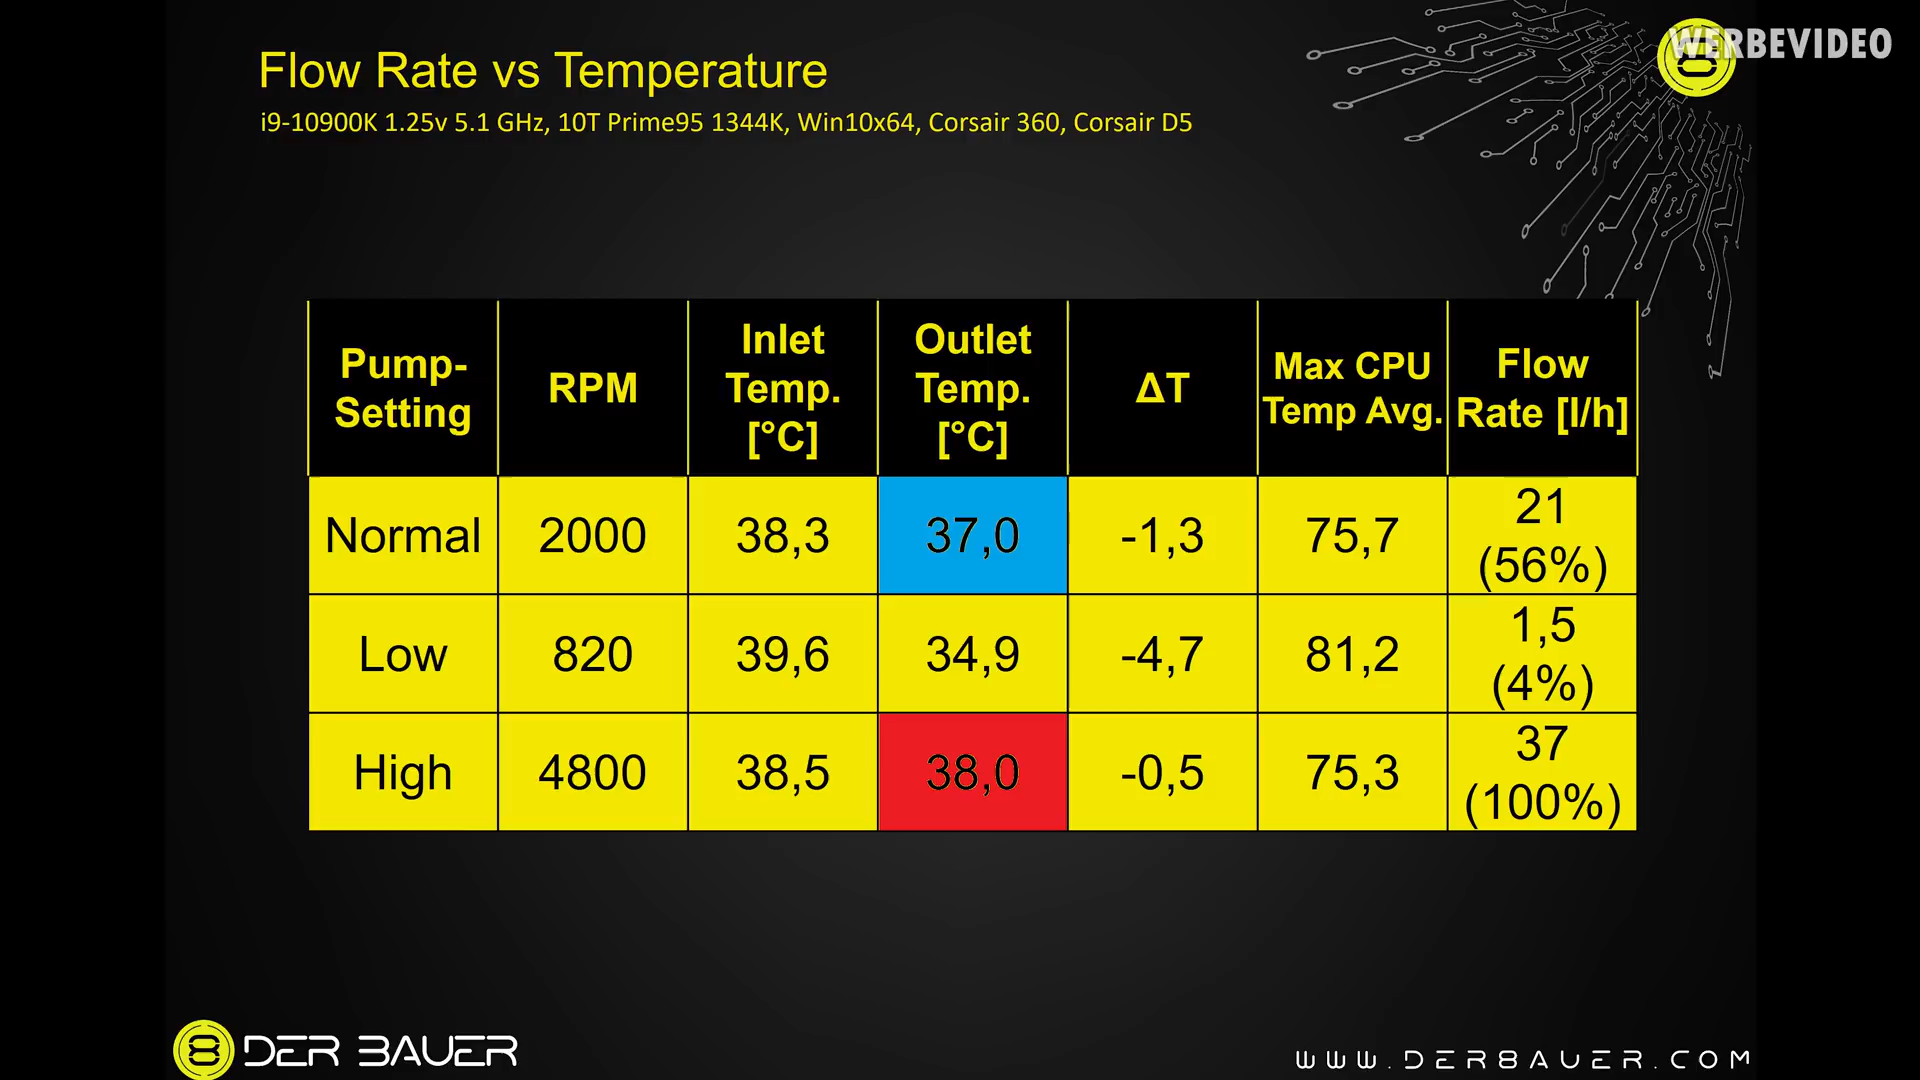 WERBEVIDEO
Flow Rate vs Temperature
i9-10900K 1.25v 5.1 GHz, 10T Prime95 1344K, Win10x64, Corsair 360, Corsair D5
Pump-
Setting
RPM
Inlet
Temp.
[°C]
Outlet
Temp.
[°C]
ΔT
Max CPU
Temp Avg.
Flow
Rate [l/h]
Normal
2000
38,3
37,0
-1,3
75,7
21
(56%)
Low
820
39,6
34,9
-4,7
81,2
1,5
(4%)
High
4800
38,5
38,0
-0,5
75,3
37
(100%)
DER BAUER
WWW.DER8AUER.COM